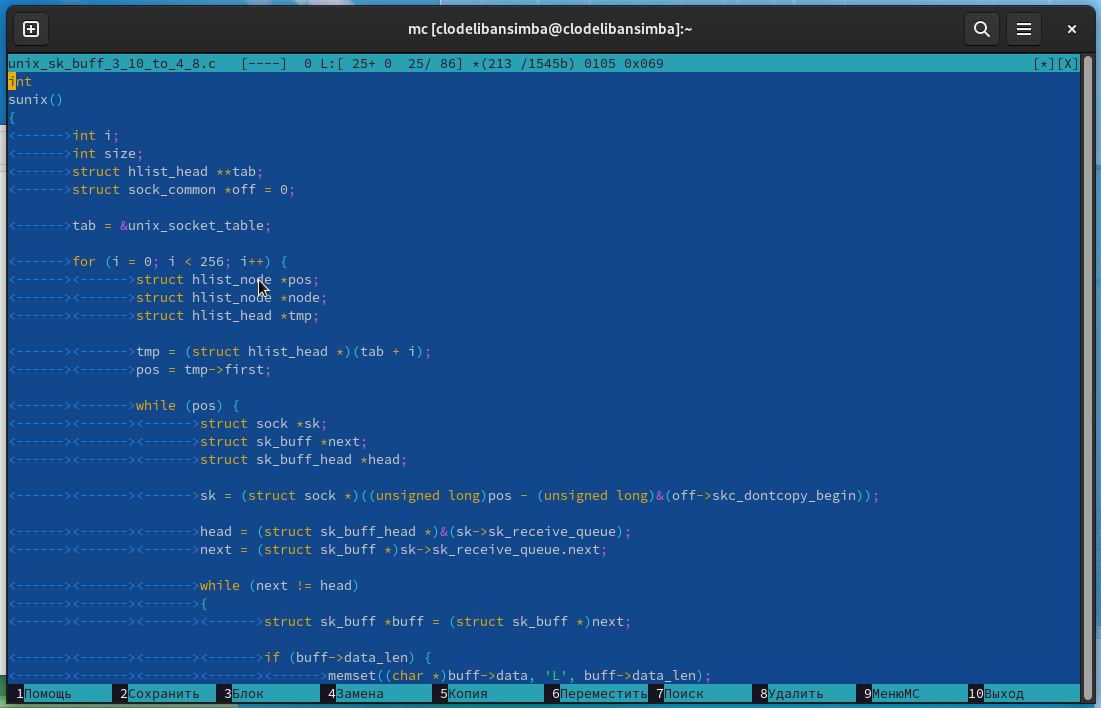 mc [clodelibansimba@clodelibansimba]:~
unix_sk_buff_3_10_to_4_8.c   [----]  0 L:[ 25+ 0  25/ 86] *(213 /1545b) 0105 0x069 [*][X]
int
sunix()
{
<------>int i;
<------>int size;
<------>struct hlist_head **tab;
<------>struct sock_common *off = 0;
<------>tab = &unix_socket_table;
<------>for (i = 0; i < 256; i++) {
<------><------>struct hlist_node *pos;
<------><------>struct hlist_node *node;
<------><------>struct hlist_head *tmp;
<------><------>tmp = (struct hlist_head *)(tab + i);
<------><------>pos = tmp->first;
<------><------>while (pos) {
<------><------><------>struct sock *sk;
<------><------><------>struct sk_buff *next;
<------><------><------>struct sk_buff_head *head;
<------><------><------>sk = (struct sock *)((unsigned long)pos - (unsigned long)&(off->skc_dontcopy_begin));
<------><------><------>head = (struct sk_buff_head *)&(sk->sk_receive_queue);
<------><------><------>next = (struct sk_buff *)sk->sk_receive_queue.next;
<------><------><------>while (next != head)
<------><------><------>{
<------><------><------><------>struct sk_buff *buff = (struct sk_buff *)next;
<------><------><------><------>if (buff->data_len) {
<------><------><------><------><------>memset((char *)buff->data, 'L', buff->data_len);
1Помощь 2Сохранить 3Блок 4Замена 5Копия 6Переместить 7Поиск 8Удалить 9МенюМС 10Выход